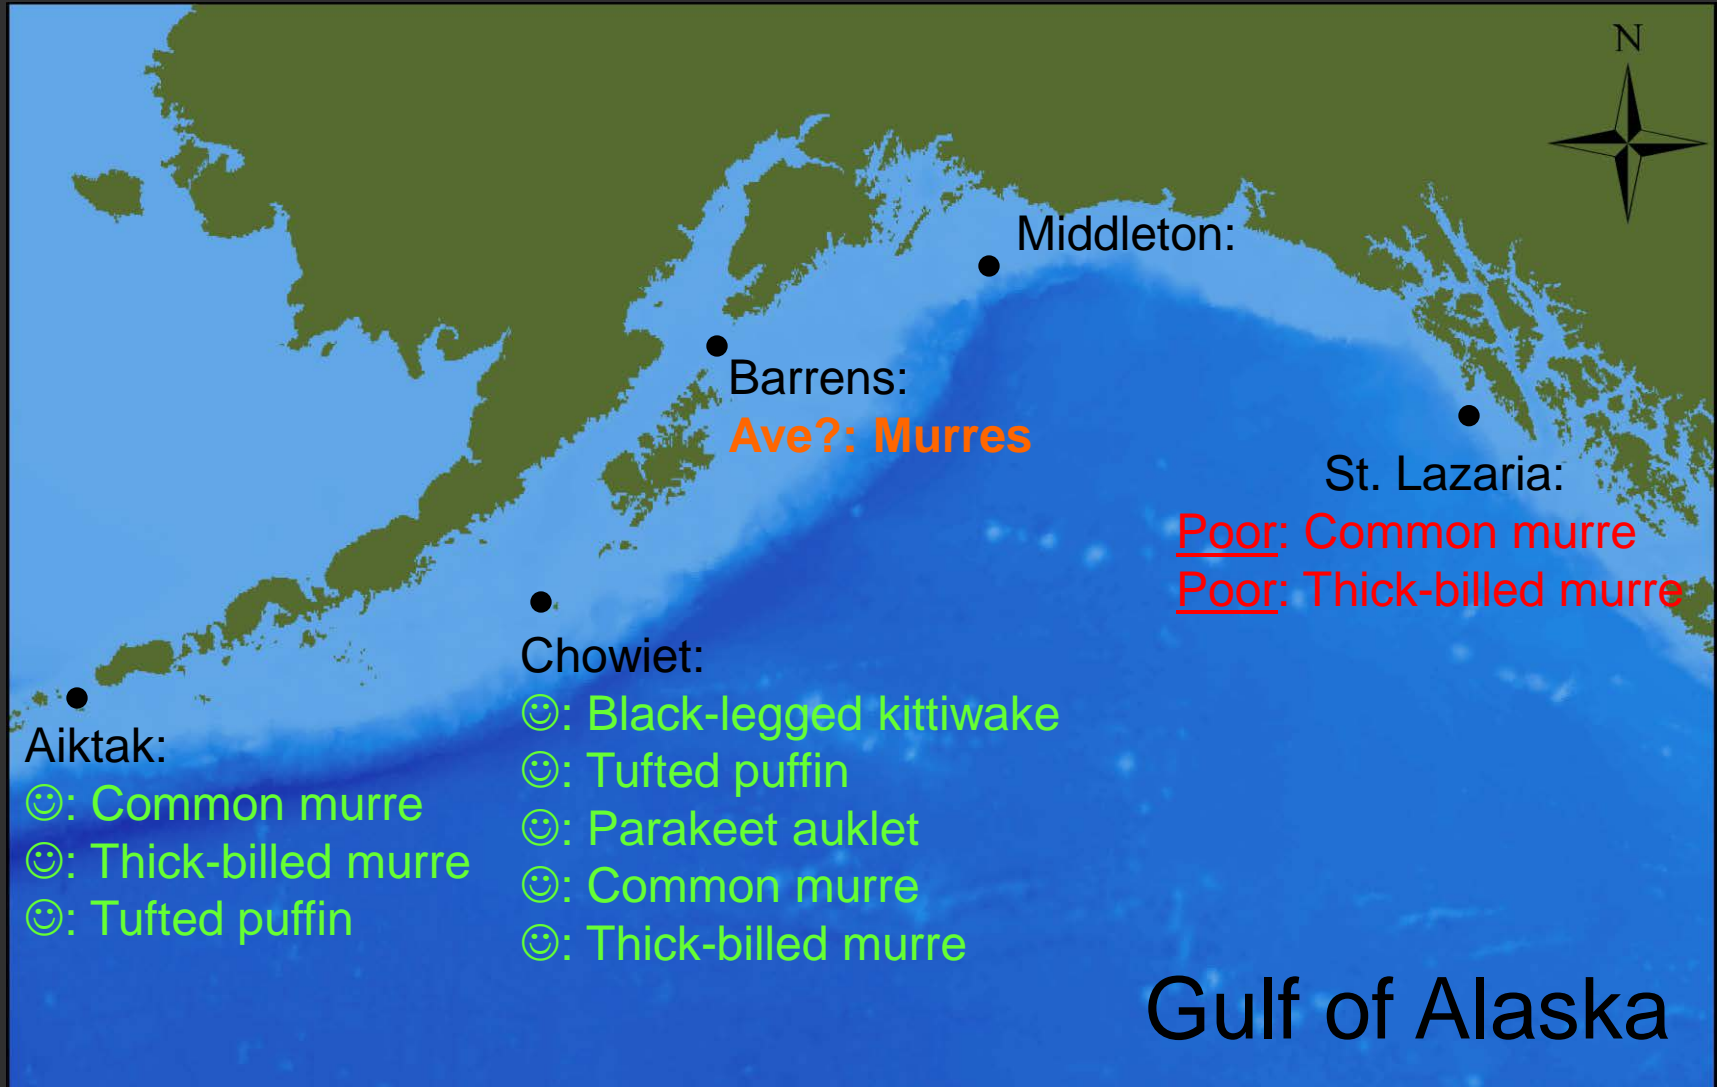 N
Middleton:
Barrens:
Ave?: Murres
St. Lazaria:
Poor: Common murre
Poor: Thick-billed murre
Chowiet:
☺: Black-legged kittiwake
☺: Tufted puffin
☺: Parakeet auklet
☺: Common murre
☺: Thick-billed murre
Aiktak:
☺: Common murre
☺: Thick-billed murre
☺: Tufted puffin
Gulf of Alaska